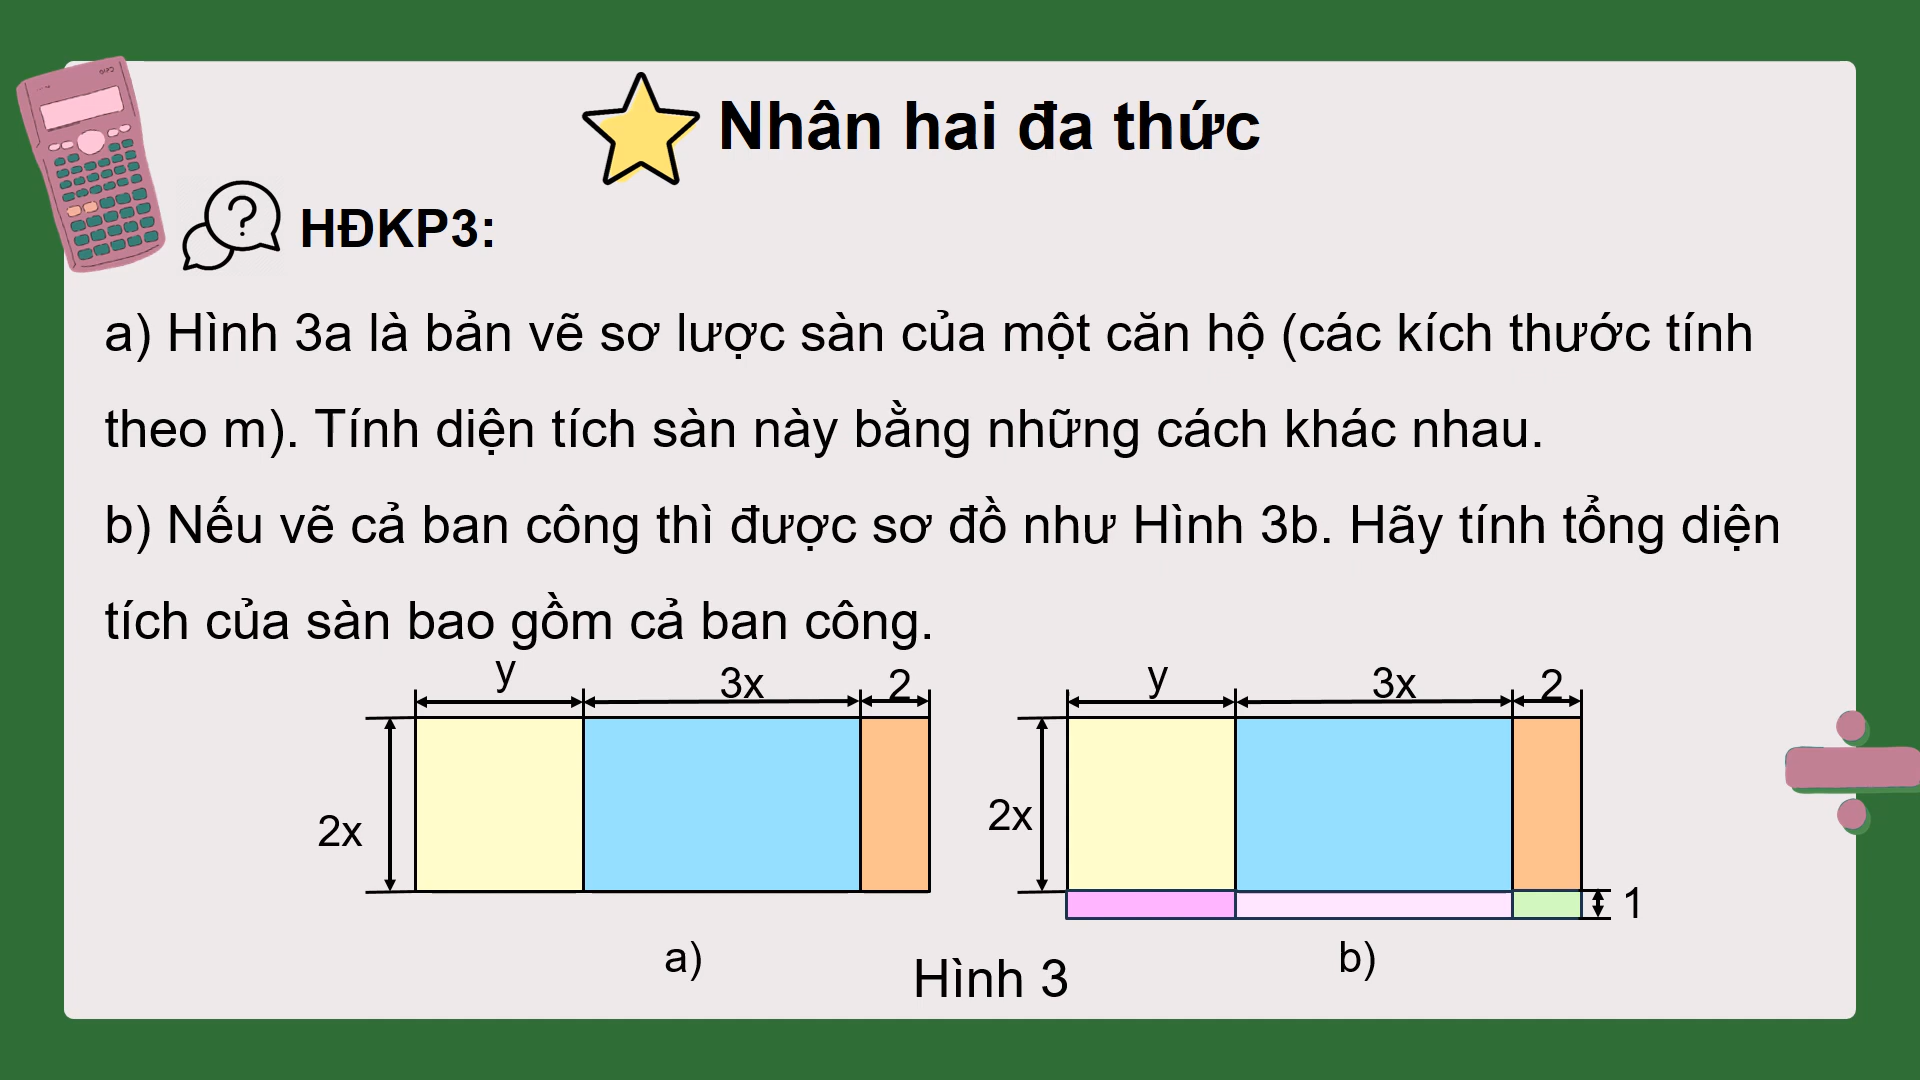 Nhân hai đa thức
?
HĐKP3:
a) Hình 3a là bản vẽ sơ lược sàn của một căn hộ (các kích thước tính
theo m). Tính diện tích sàn này bằng những cách khác nhau.
b) Nếu vẽ cả ban công thì được sơ đồ như Hình 3b. Hãy tính tổng diện
tích của sàn bao gồm cả ban công.
y 3x 2
2x
a)
y 3x 2
2x
1
b)
Hình 3